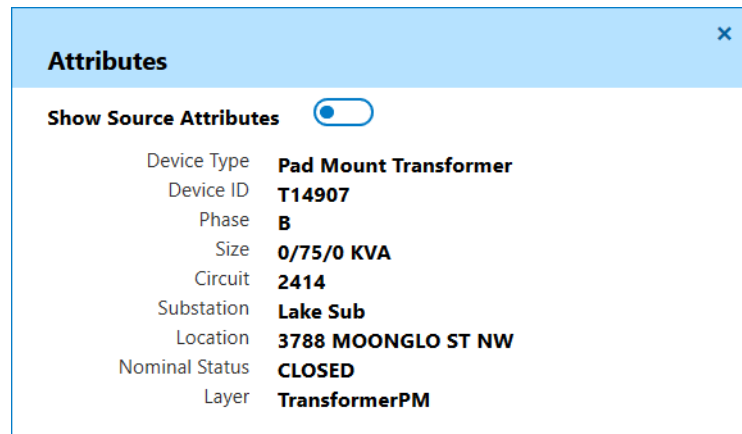 Attributes
Show Source Attributes
Device Type Pad Mount Transformer
Device ID T14907
Phase B
Size 0/75/0 KVA
Circuit 2414
Substation Lake Sub
Location 3788 MOONGLO ST NW
Nominal Status CLOSED
Layer TransformerPM